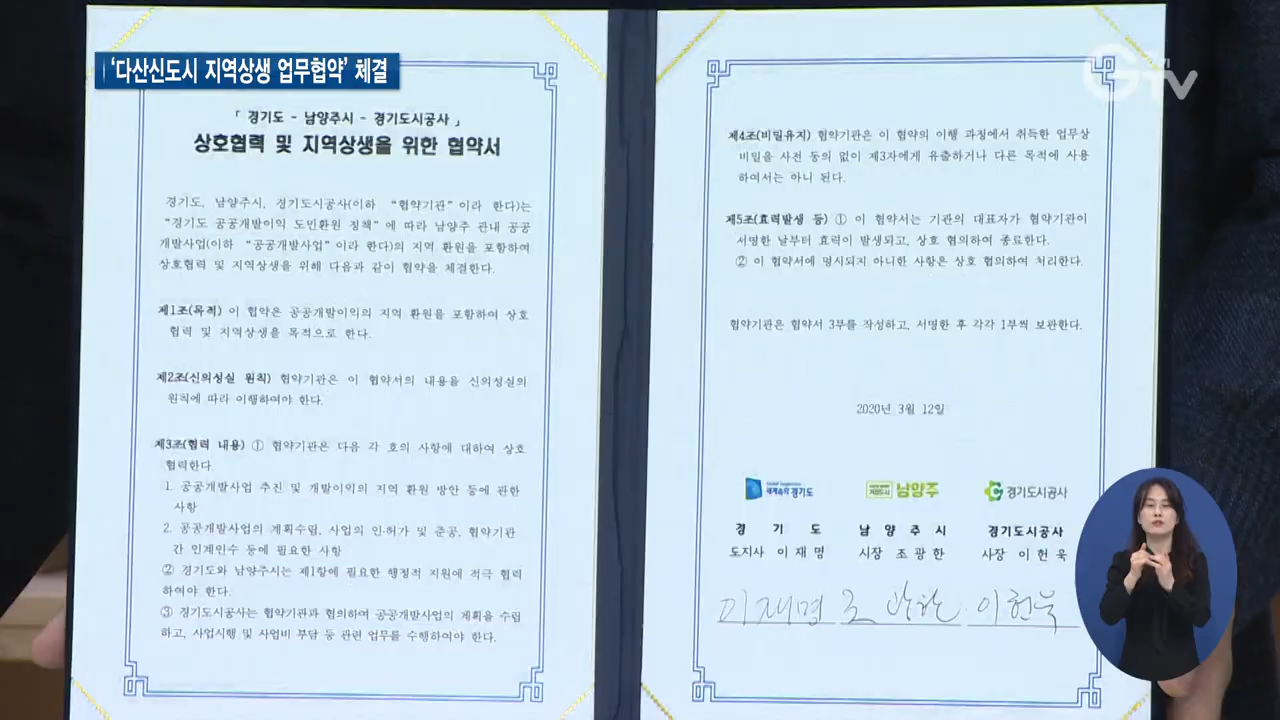 '다산신도시 지역상생 업무협약' 체결
GTV
「 경기도 - 남양주시 - 경기도시공사 」
상호협력 및 지역상생을 위한 협약서
경기도, 남양주시, 경기도시공사(이하 “협약기관”이라 한다)는
“경기도 공공개발이익 도민환원 정책”에 따라 남양주 관내 공공
개발사업(이하 “공공개발사업”이라 한다)의 지역 환원을 포함하여
상호협력 및 지역상생을 위해 다음과 같이 협약을 체결한다.
제1조(목적) 이 협약은 공공개발이익의 지역 환원을 포함하여 상호
협력 및 지역상생을 목적으로 한다.
제2조(신의성실 원칙) 협약기관은 이 협약서의 내용을 신의성실의
원칙에 따라 이행하여야 한다.
제3조(협력 내용) ① 협약기관은 다음 각 호의 사항에 대하여 상호
협력한다.
1. 공공개발사업 추진 및 개발이익의 지역 환원 방안 등에 관한
사항
2. 공공개발사업의 계획수립, 사업의 인·허가 및 준공, 협약기관
간 인계인수 등에 필요한 사항
② 경기도와 남양주시는 제1항에 필요한 행정적 지원에 적극 협력
하여야 한다.
③ 경기도시공사는 협약기관과 협의하여 공공개발사업의 계획을 수립
하고, 사업시행 및 사업비 부담 등 관련 업무를 수행하여야 한다.
제4조(비밀유지) 협약기관은 이 협약의 이행 과정에서 취득한 업무상
비밀을 사전 동의 없이 제3자에게 유출하거나 다른 목적에 사용
하여서는 아니 된다.
제5조(효력발생 등) ① 이 협약서는 기관의 대표자가 협약기관이
서명한 날부터 효력이 발생되고, 상호 협의하여 종료한다.
② 이 협약서에 명시되지 아니한 사항은 상호 협의하여 처리한다.
협약기관은 협약서 3부를 작성하고, 서명한 후 각각 1부씩 보관한다.
2020년 3월 12일
세계속의 경기도 남양주 경기도시공사
경 기 도 남 양 주 시 경기도시공사
도지사 이 재 명 시장 조 광 한 사장 이 헌 욱
이재명 조광한 이헌욱